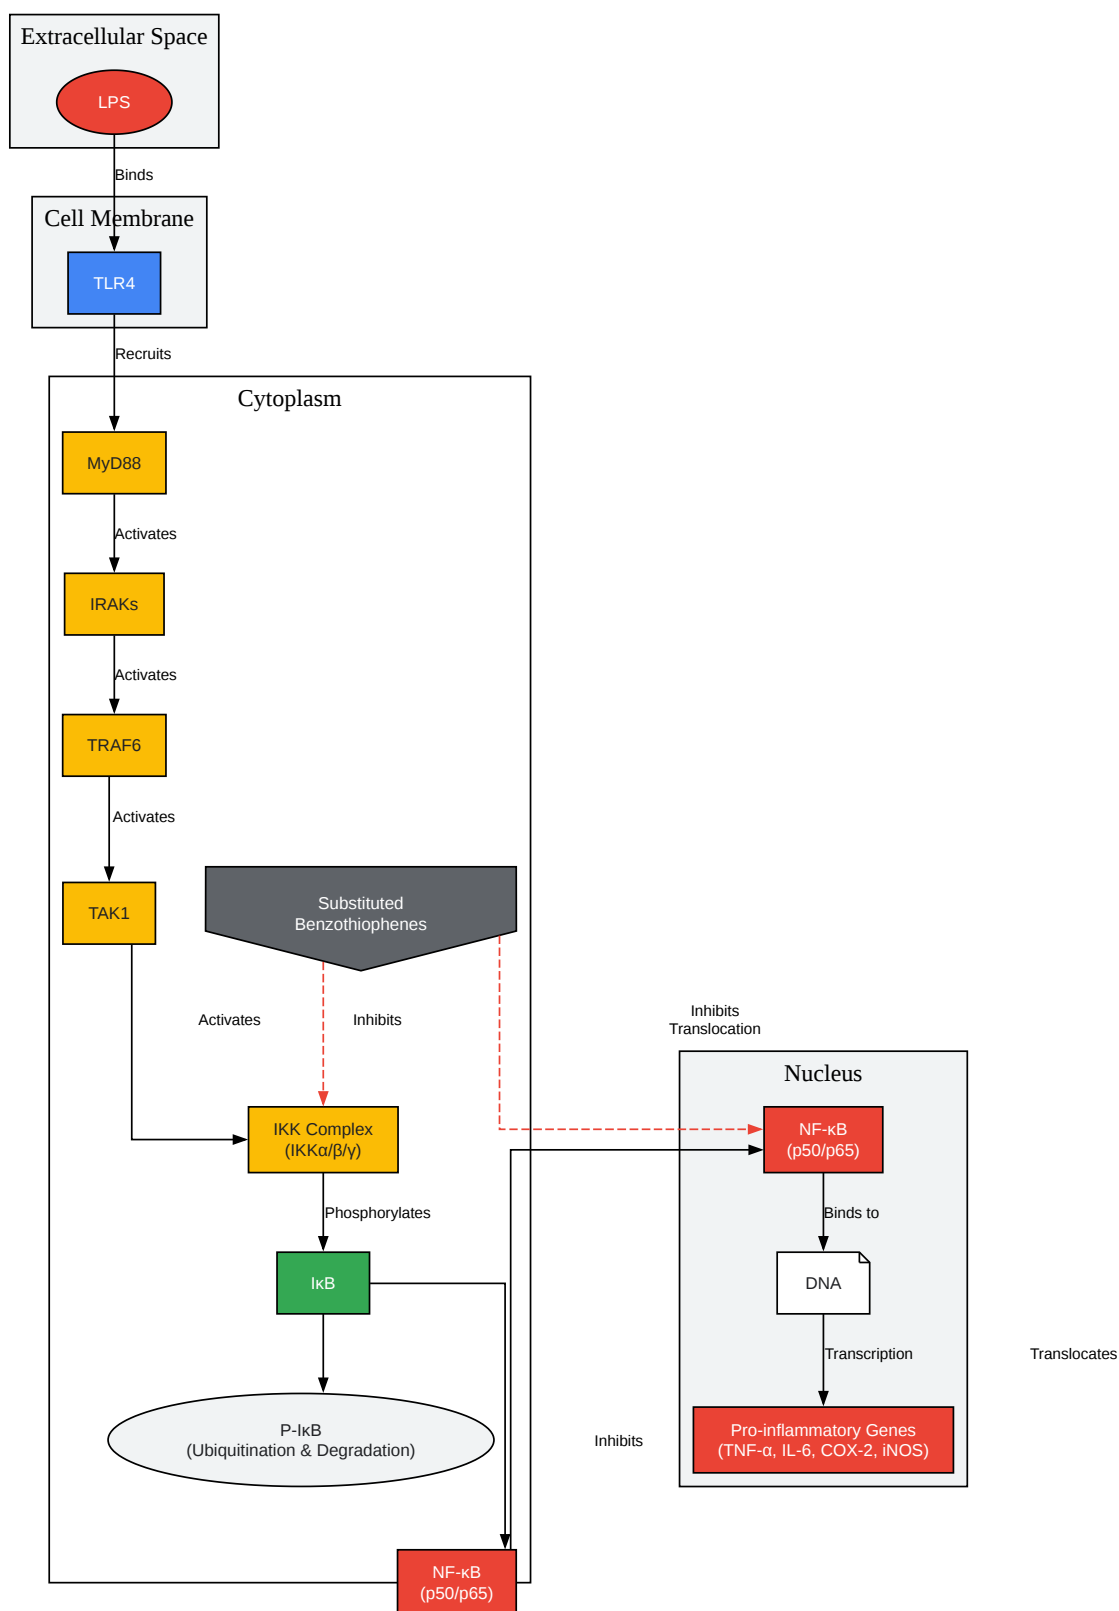 Extracellular Space
LPS
Binds
Cell Membrane
TLR4
Recruits
Cytoplasm
MyD88
Activates
IRAKs
Activates
TRAF6
Activates
TAK1
Substituted
Benzothiophenes
Activates
Inhibits
Inhibits
Translocation
Nucleus
IKK Complex
(IKKα/β/γ)
NF-κB
(p50/p65)
Phosphorylates
Binds to
IκB
DNA
Transcription
Translocates
P-IκB
(Ubiquitination & Degradation)
Inhibits
Pro-inflammatory Genes
(TNF-α, IL-6, COX-2, iNOS)
NF-κB
(p50/p65)